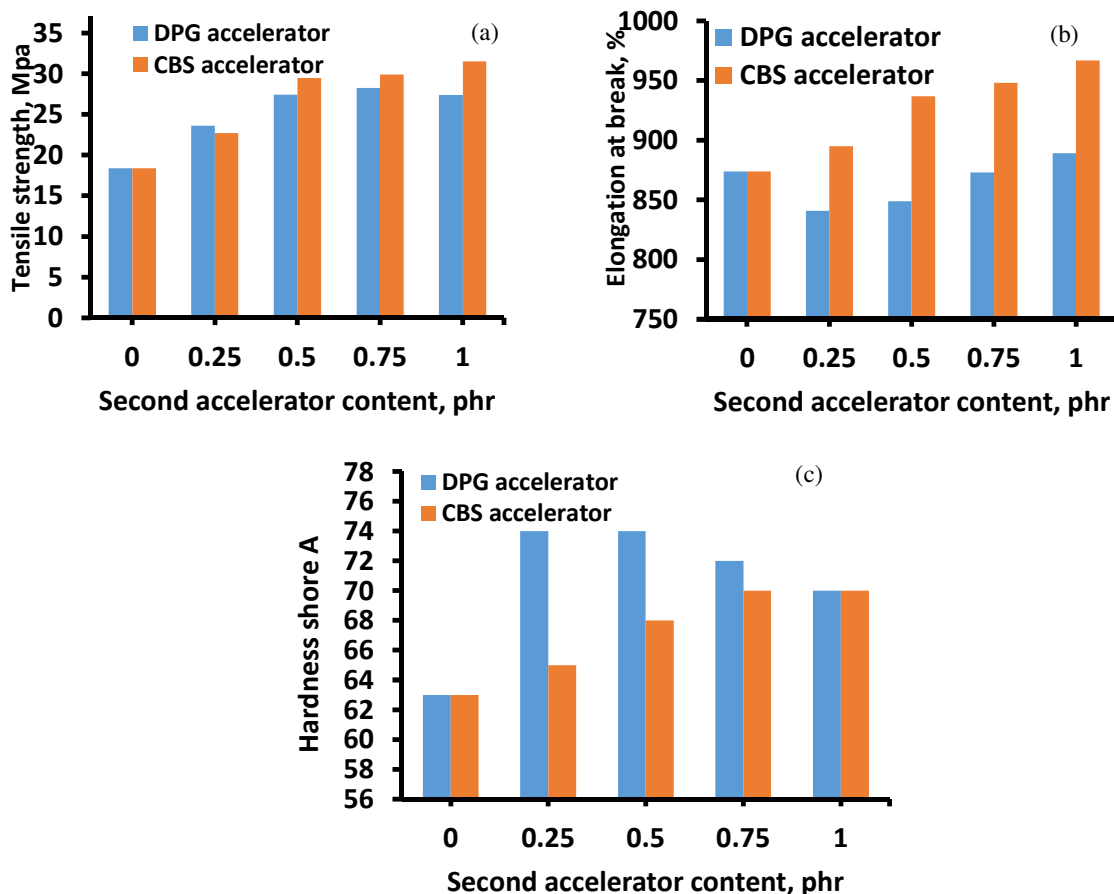 (a)
DPG accelerator
CBS accelerator
Tensile strength, Mpa
35
30
25
20
15
10
5
0
0 0.25 0.5 0.75 1
Second accelerator content, phr
(b)
DPG accelerator
CBS accelerator
Elongation at break, %
1000
950
900
850
800
750
0 0.25 0.5 0.75 1
Second accelerator content, phr
(c)
DPG accelerator
CBS accelerator
Hardness shore A
78
76
74
72
70
68
66
64
62
60
58
56
0 0.25 0.5 0.75 1
Second accelerator content, phr